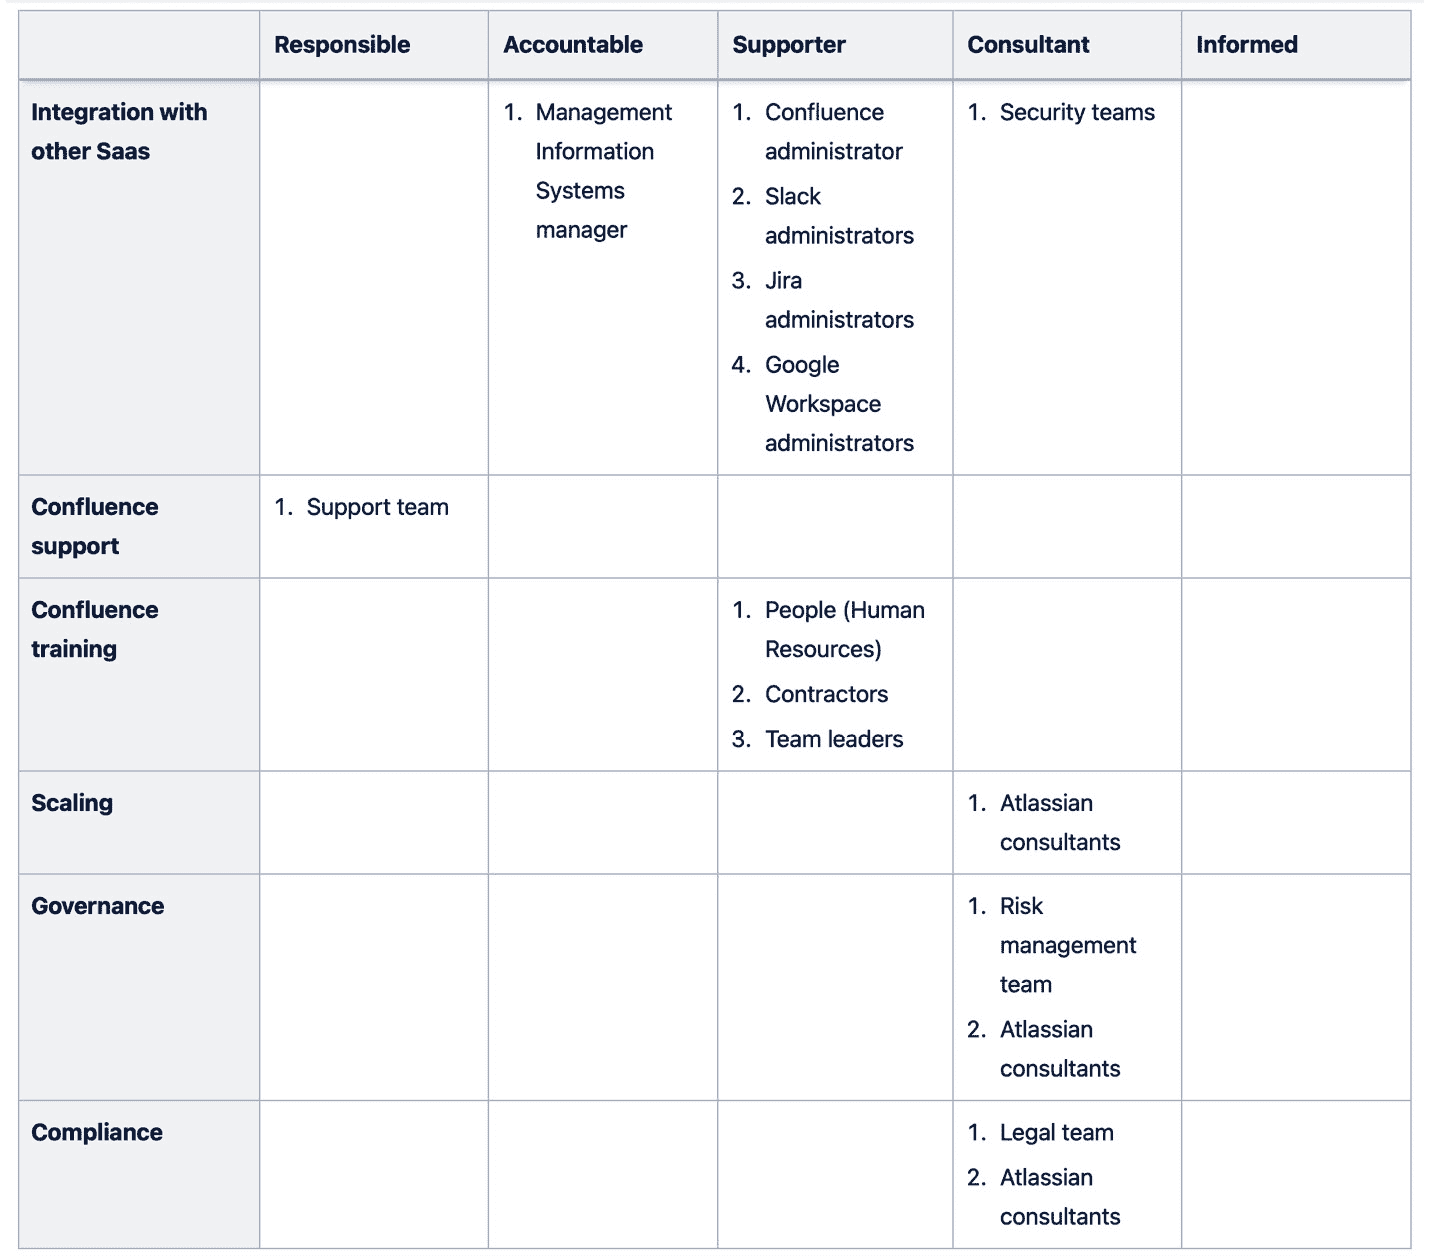 Responsible
Accountable
Supporter
Consultant
Informed
Integration with
other Saas
1. Management
Information
Systems
manager
1. Confluence
administrator
2. Slack
administrators
3. Jira
administrators
4. Google
Workspace
administrators
1. Security teams
Confluence
support
1. Support team
Confluence
training
1. People (Human
Resources)
2. Contractors
3. Team leaders
Scaling
1. Atlassian
consultants
Governance
1. Risk
management
team
2. Atlassian
consultants
Compliance
1. Legal team
2. Atlassian
consultants